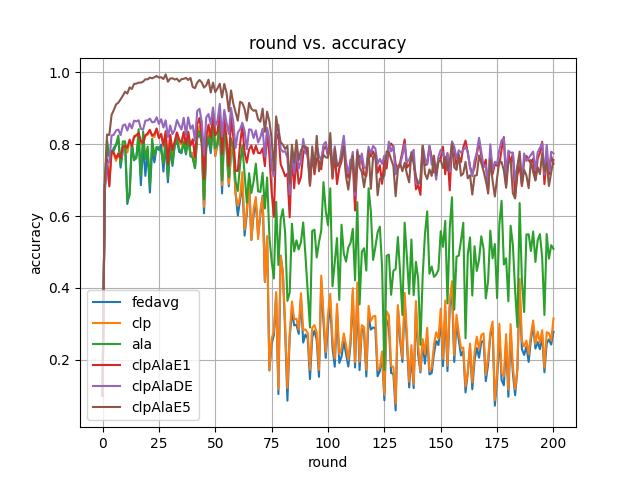 round vs. accuracy
1.0
0.8
0.6
0.4
0.2
accuracy
fedavg
clp
ala
clpAlaE1
clpAlaDE
clpAlaE5
0 25 50 75 100 125 150 175 200
round